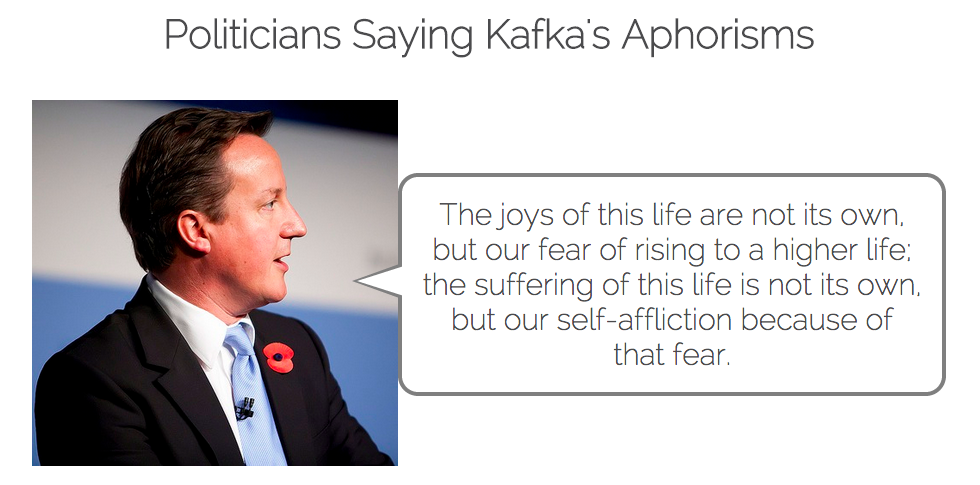 Politicians Saying Kafka's Aphorisms
The joys of this life are not its own,
but our fear of rising to a higher life;
the suffering of this life is not its own,
but our self-affliction because of
that fear.